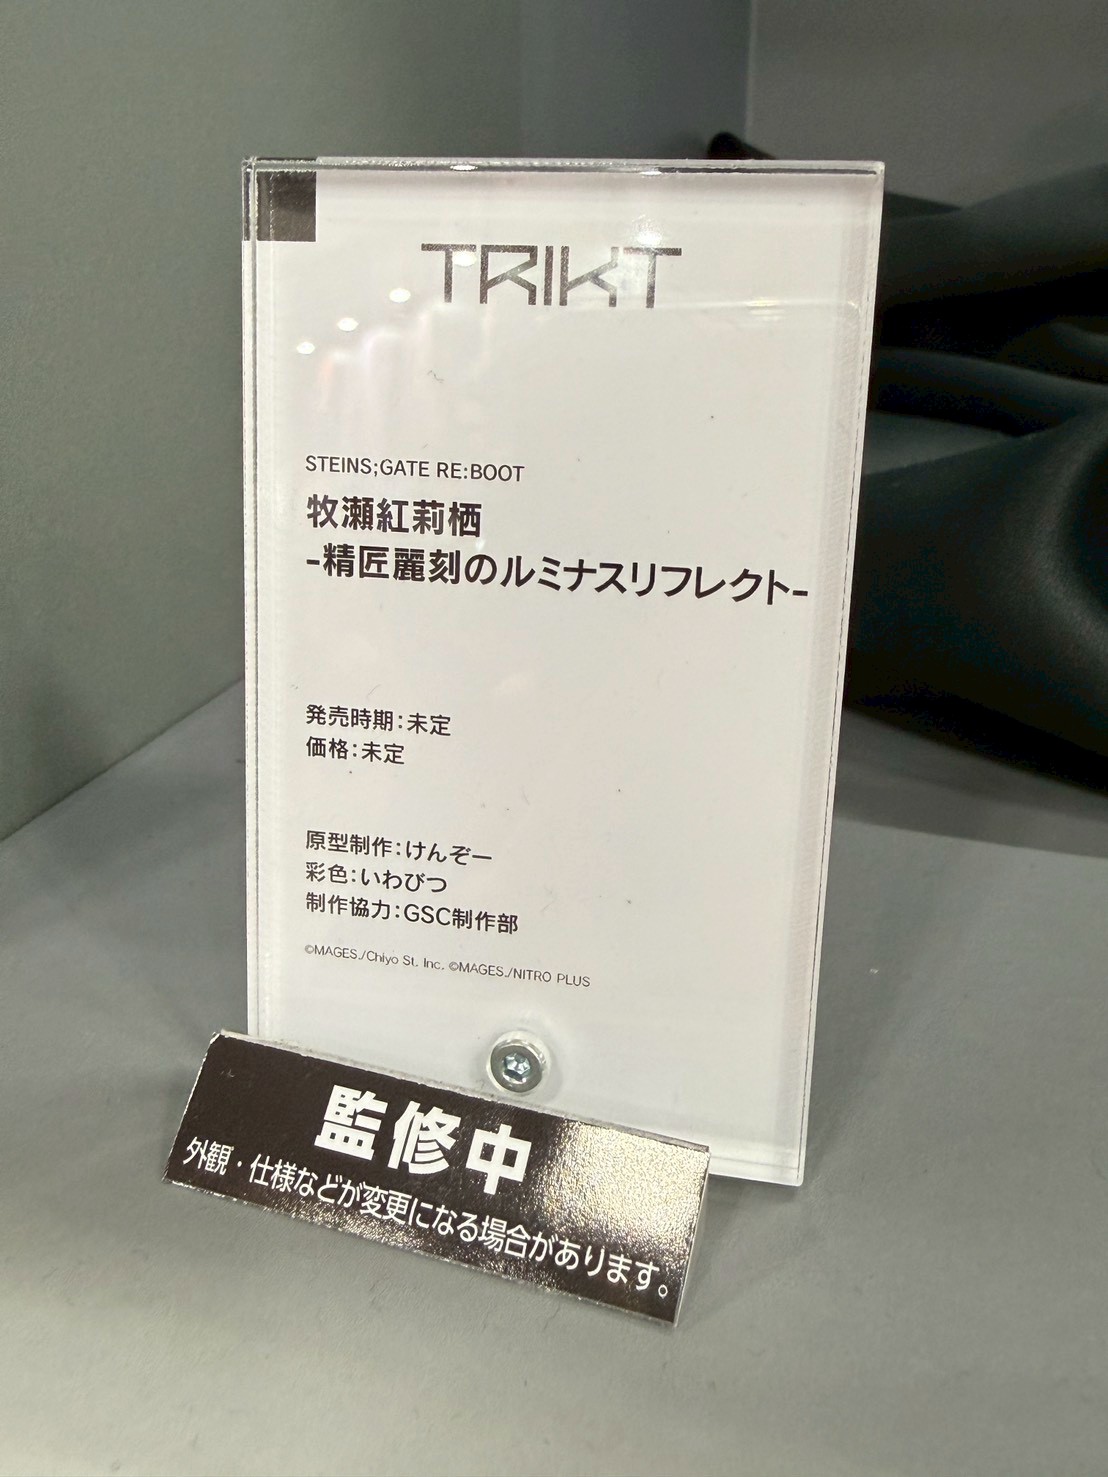 TRIKT
STEINS;GATE RE:BOOT
牧瀬紅莉栖
-精匠麗刻のルミナスリフレクト-
発売時期：未定
価格：未定
原型制作：けんぞー
彩色：いわびつ
制作協力：GSC制作部
©MAGES./Chiyo St. Inc. ©MAGES./NITRO PLUS
監修中
外観・仕様などが変更になる場合があります。